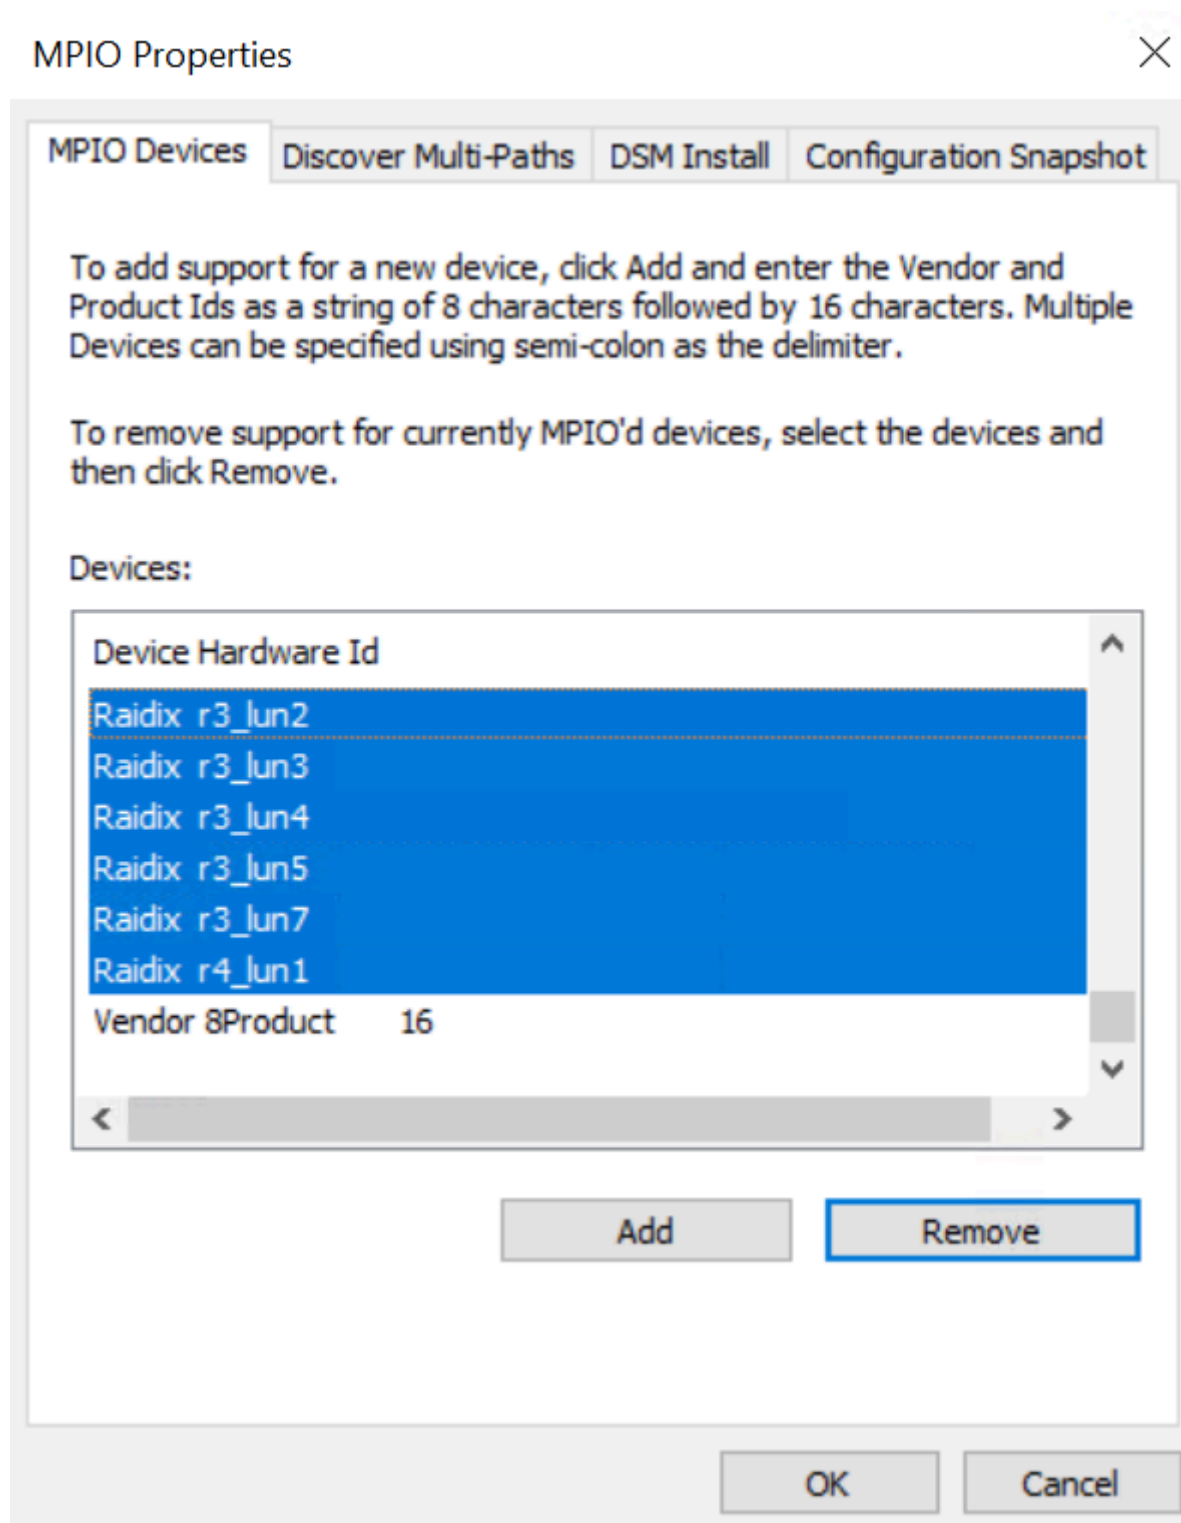 MPIO Properties
MPIO Devices Discover Multi-Paths DSM Install Configuration Snapshot
To add support for a new device, click Add and enter the Vendor and
Product Ids as a string of 8 characters followed by 16 characters. Multiple
Devices can be specified using semi-colon as the delimiter.
To remove support for currently MPIO'd devices, select the devices and
then click Remove.
Devices:
Device Hardware Id
Raidix r3_lun2
Raidix r3_lun3
Raidix r3_lun4
Raidix r3_lun5
Raidix r3_lun7
Raidix r4_lun1
Vendor 8Product 16
Add Remove
OK Cancel